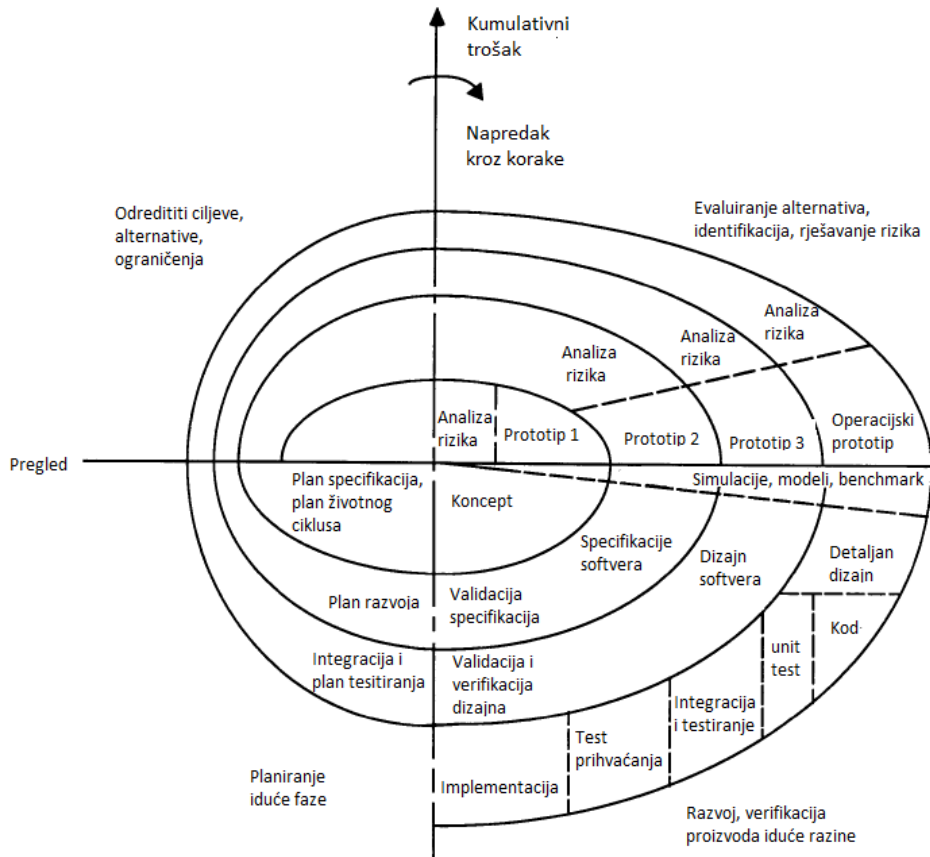 Kumulativni
trošak
Napredak
kroz korake
Odredititi ciljeve,
alternative,
ograničenja
Evaluiranje alternativa,
identifikacija, rješavanje rizika
Analiza
rizika
Analiza
rizika
Analiza
rizika
Analiza
rizika
Prototip 1
Prototip 2
Prototip 3
Operacijski
prototip
Pregled
Simulacije, modeli, benchmark
Plan specifikacija,
plan životnog
ciklusa
Koncept
Specifikacije
softvera
Dizajn
softvera
Detaljan
dizajn
Plan razvoja
Validacija
specifikacija
Kod
unit
test
Integracija i
plan tesitiranja
Validacija i
verifikacija
dizajna
Integracija
i testiranje
Test
prihvaćanja
Implementacija
Planiranje
iduće faze
Razvoj, verifikacija
proizvoda iduće razine